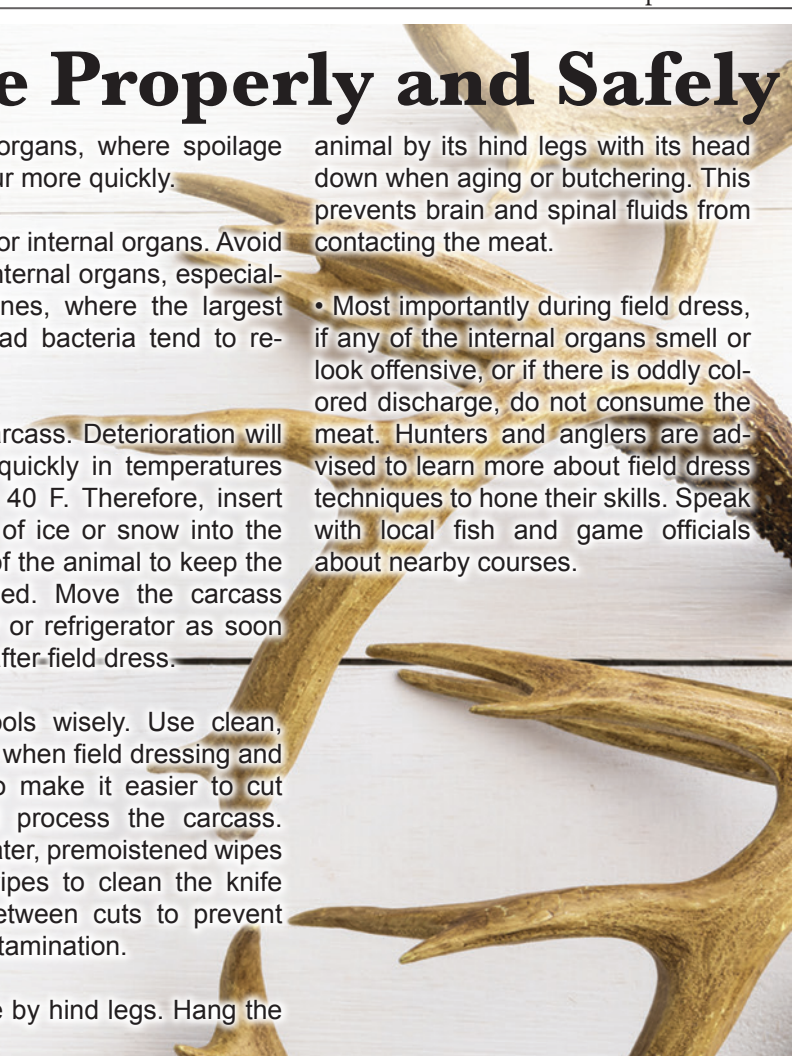 e Properly and Safely
organs, where spoilage
ur more quickly.
or internal organs. Avoid
nternal organs, especial-
nes, where the largest
ad bacteria tend to re-
arcass. Deterioration will
quickly in temperatures
40 F. Therefore, insert
of ice or snow into the
of the animal to keep the
ed. Move the carcass
or refrigerator as soon
fter field dress.
ols wisely. Use clean,
when field dressing and
o make it easier to cut
process the carcass.
ater, premoistened wipes
ipes to clean the knife
etween cuts to prevent
tamination.
e by hind legs. Hang the
animal by its hind legs with its head
down when aging or butchering. This
prevents brain and spinal fluids from
contacting the meat.
• Most importantly during field dress,
if any of the internal organs smell or
look offensive, or if there is oddly col-
ored discharge, do not consume the
meat. Hunters and anglers are ad-
vised to learn more about field dress
techniques to hone their skills. Speak
with local fish and game officials
about nearby courses.